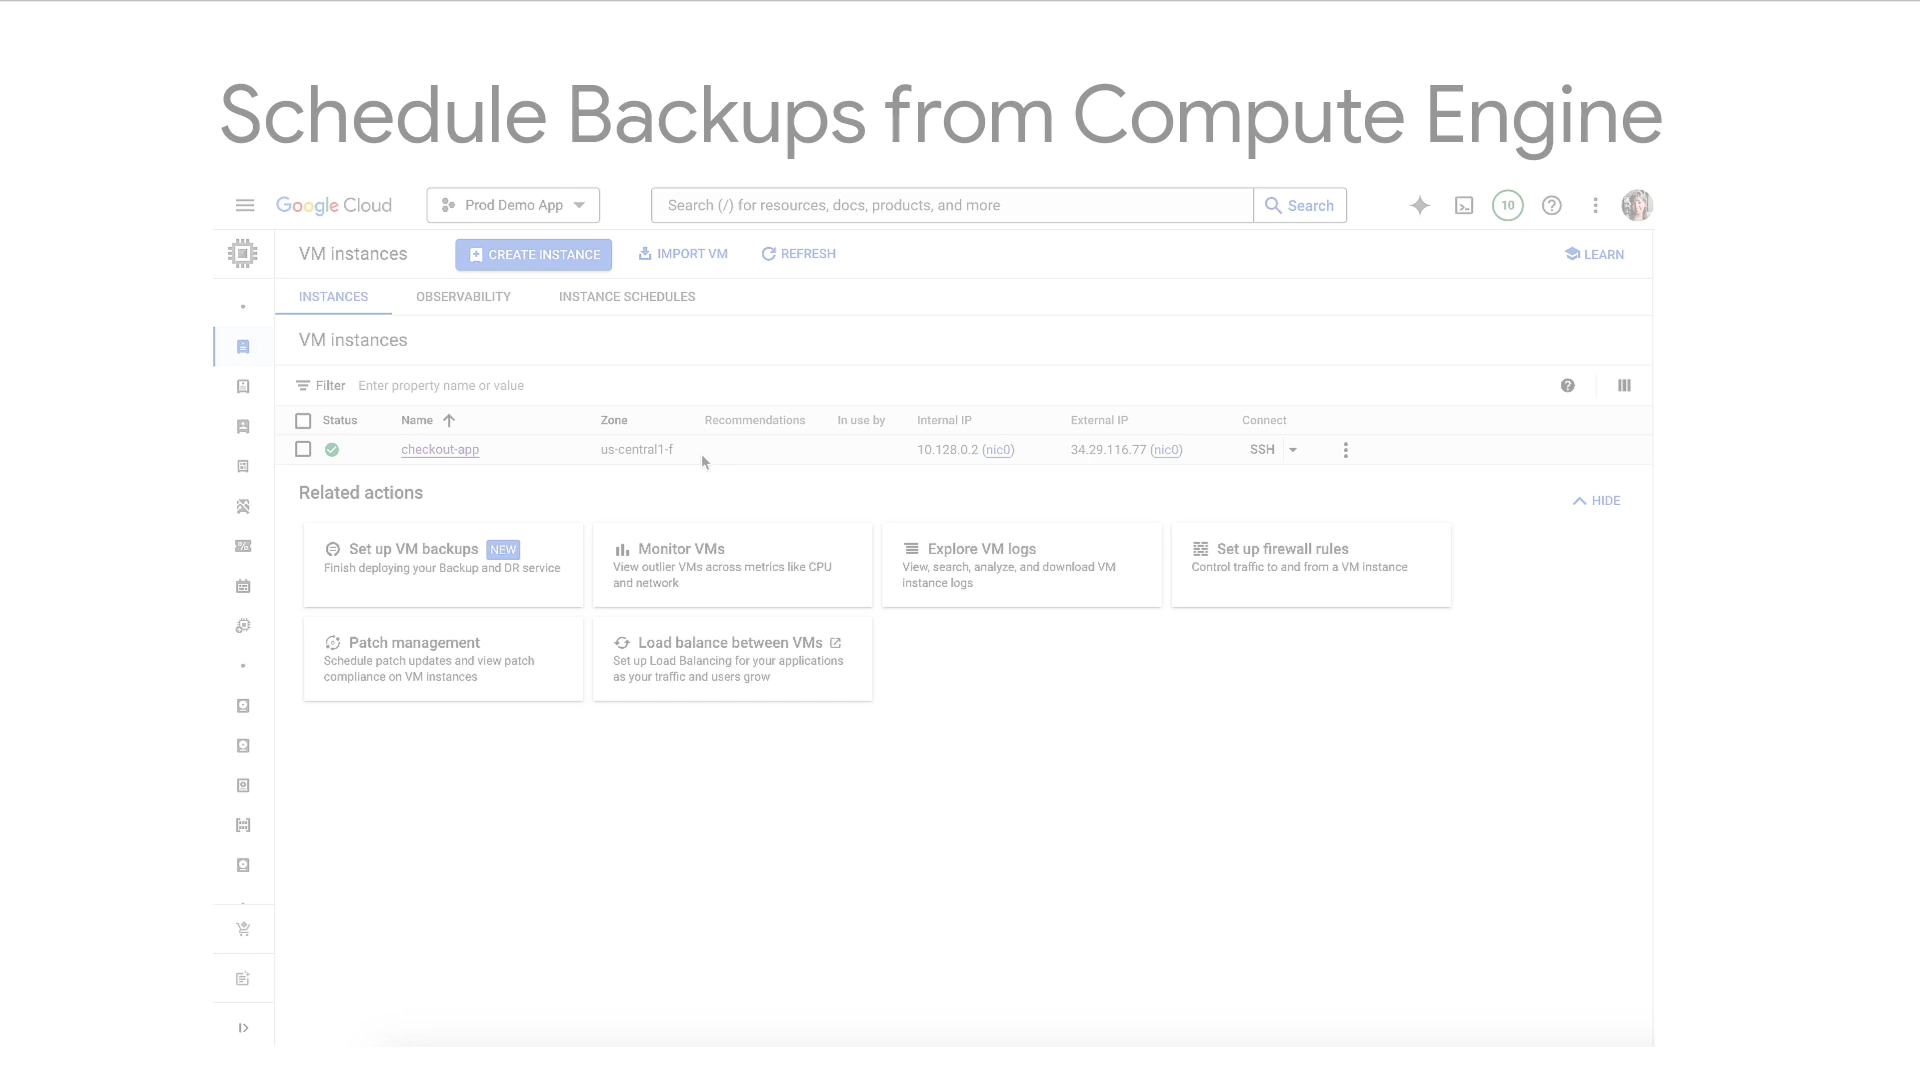 Schedule Backups from Compute Engine
Google Cloud
Prod Demo App
Search (/) for resources, docs, products, and more
Search
10
VM instances
CREATE INSTANCE
IMPORT VM
REFRESH
LEARN
INSTANCES
OBSERVABILITY
INSTANCE SCHEDULES
VM instances
Filter Enter property name or value
Status Name Zone Recommendations In use by Internal IP External IP Connect
checkout-app us-central1-f 10.128.0.2 (nic0) 34.29.116.77 (nic0) SSH
Related actions
HIDE
Set up VM backups NEW
Finish deploying your Backup and DR service
Monitor VMs
View outlier VMs across metrics like CPU
and network
Explore VM logs
View, search, analyze, and download VM
instance logs
Set up firewall rules
Control traffic to and from a VM instance
Patch management
Schedule patch updates and view patch
compliance on VM instances
Load balance between VMs
Set up Load Balancing for your applications
as your traffic and users grow